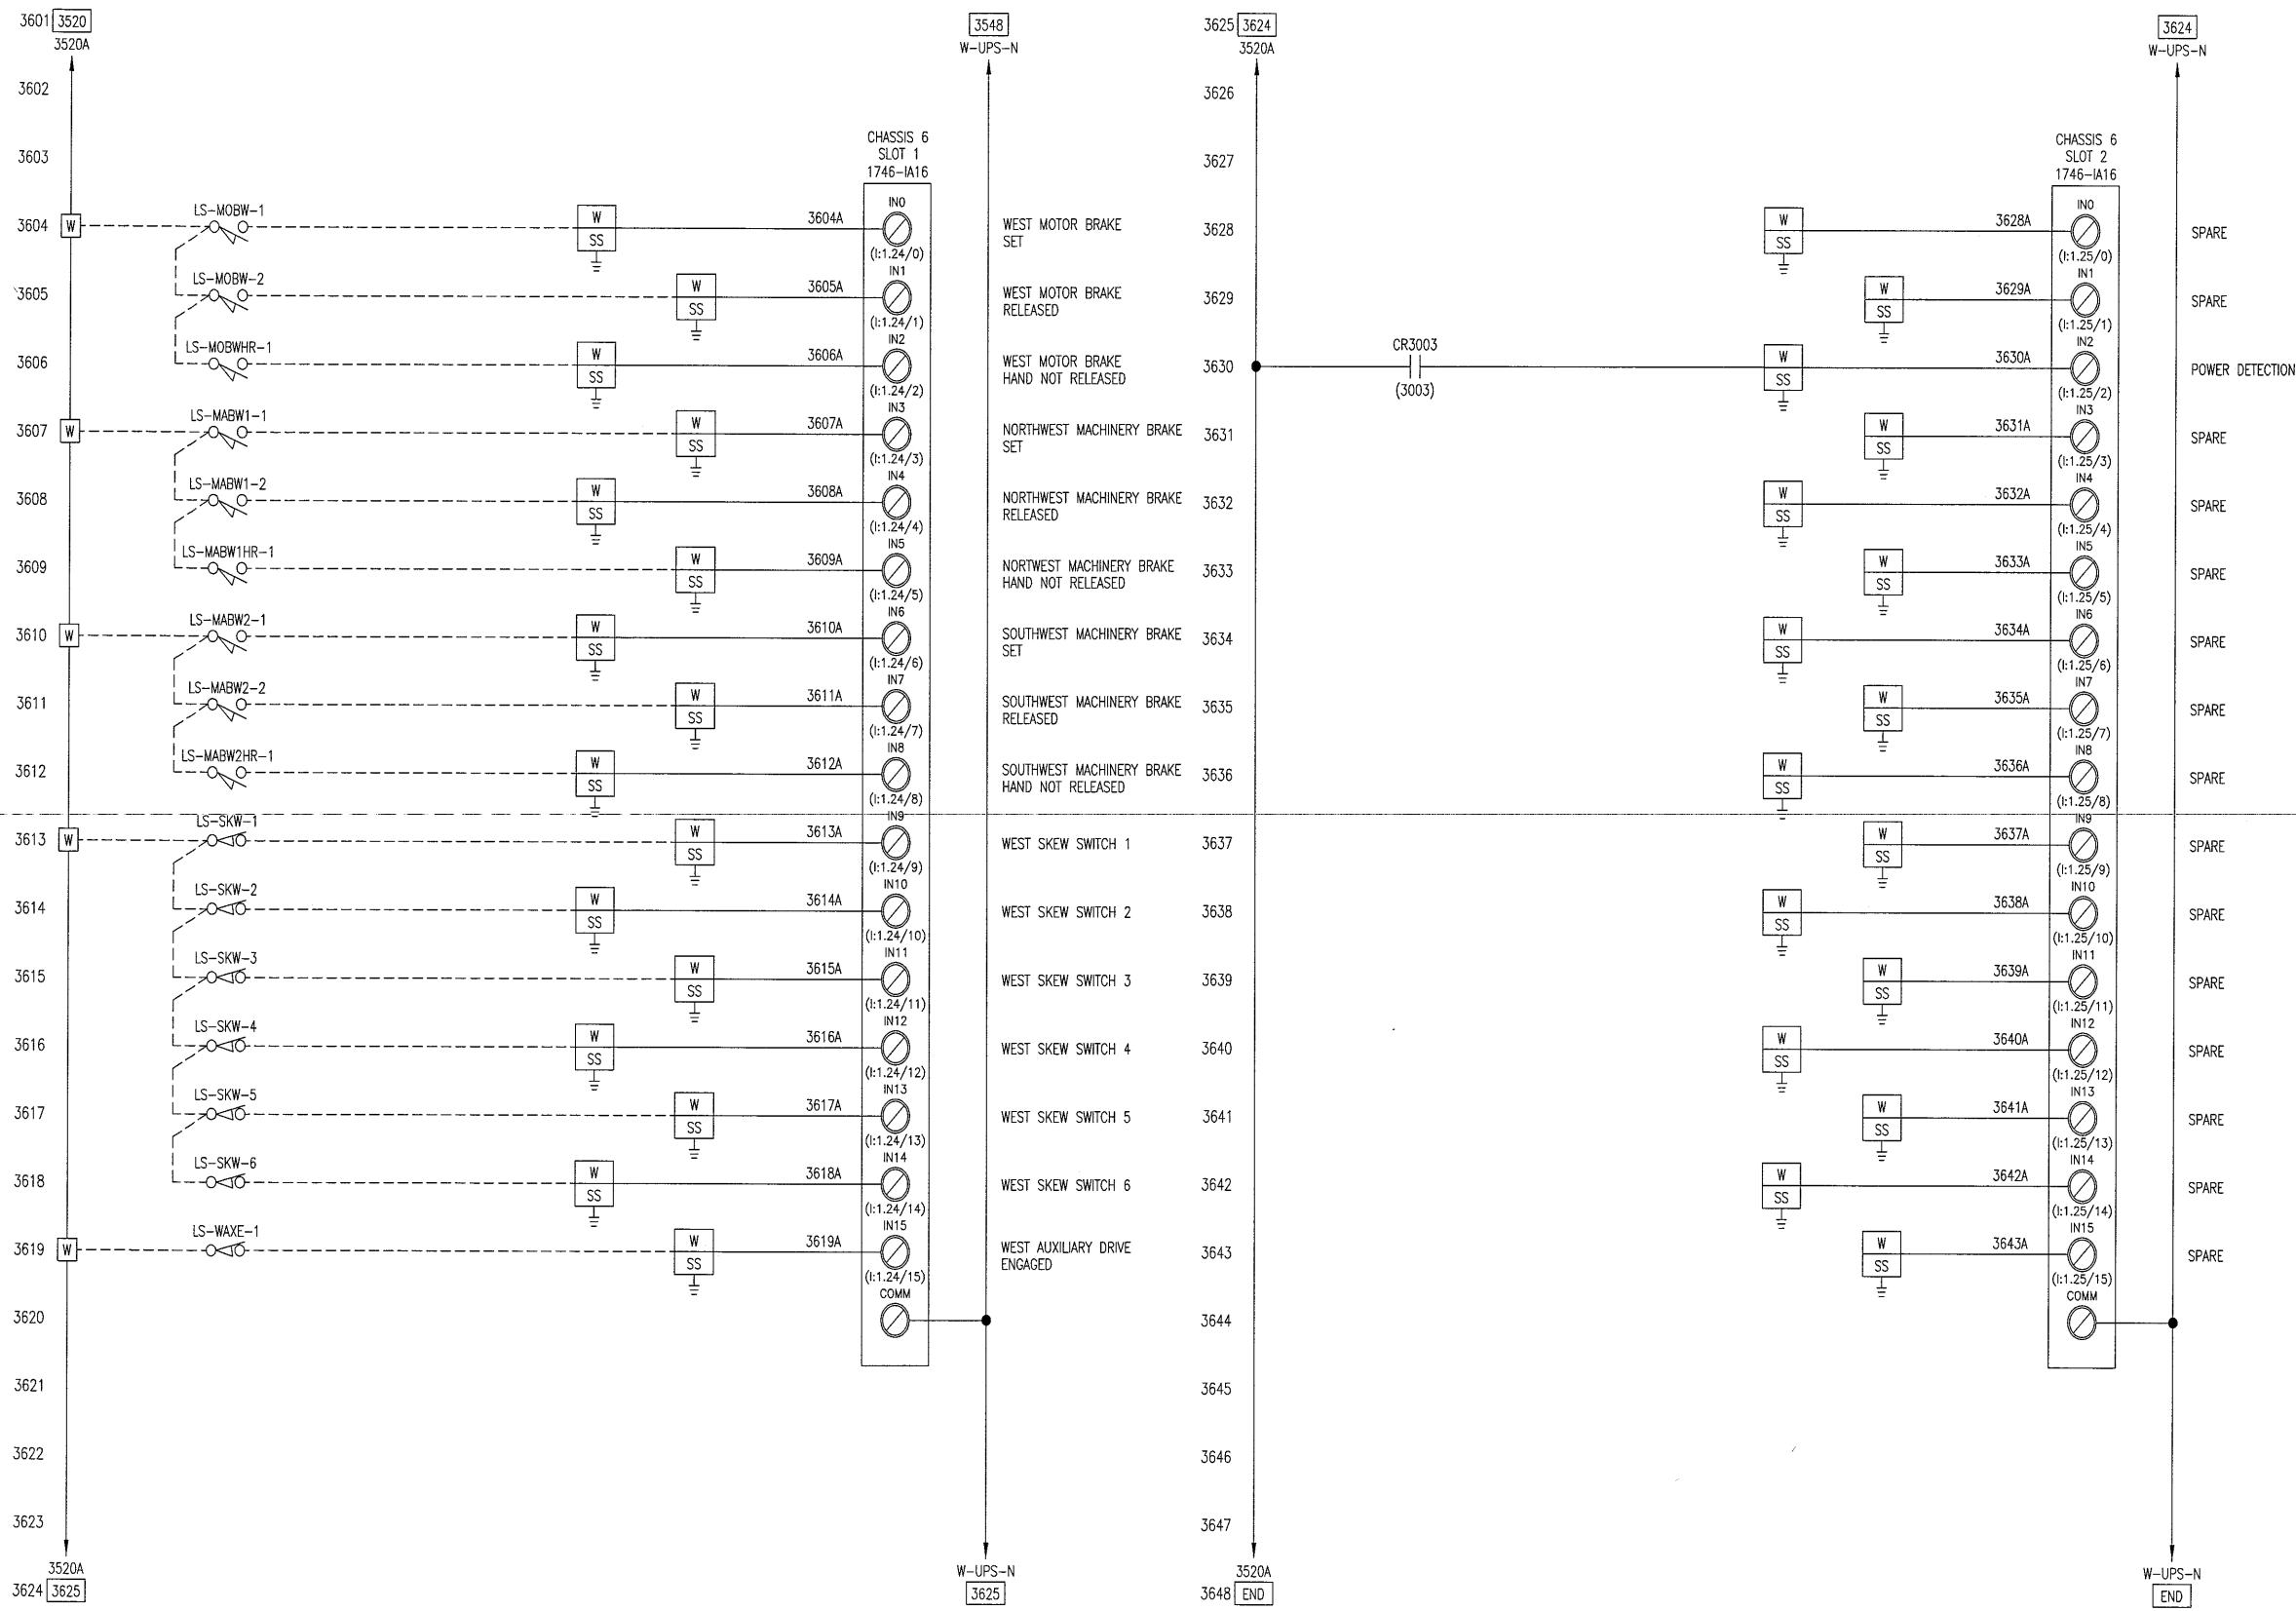 3601 3520
3520A
3602
3603
3604 W LS-MOBW-1 W SS 3604A
3605 LS-MOBW-2 W SS 3605A
3606 LS-MOBWHR-1 W SS 3606A
3607 W LS-MABW1-1 W SS 3607A
3608 LS-MABW1-2 W SS 3608A
3609 LS-MABW1HR-1 W SS 3609A
3610 W LS-MABW2-1 W SS 3610A
3611 LS-MABW2-2 W SS 3611A
3612 LS-MABW2HR-1 W SS 3612A
3613 W LS-SKW-1 W SS 3613A
3614 LS-SKW-2 W SS 3614A
3615 LS-SKW-3 W SS 3615A
3616 LS-SKW-4 W SS 3616A
3617 LS-SKW-5 W SS 3617A
3618 LS-SKW-6 W SS 3618A
3619 W LS-WAXE-1 W SS 3619A
3620
3621
3622
3623
3520A
3624 3625
CHASSIS 6
SLOT 1
1746-IA16
IN0
(I:1.24/0)
IN1
(I:1.24/1)
IN2
(I:1.24/2)
IN3
(I:1.24/3)
IN4
(I:1.24/4)
IN5
(I:1.24/5)
IN6
(I:1.24/6)
IN7
(I:1.24/7)
IN8
(I:1.24/8)
IN9
(I:1.24/9)
IN10
(I:1.24/10)
IN11
(I:1.24/11)
IN12
(I:1.24/12)
IN13
(I:1.24/13)
IN14
(I:1.24/14)
IN15
(I:1.24/15)
COMM
3548
W-UPS-N
WEST MOTOR BRAKE
SET
WEST MOTOR BRAKE
RELEASED
WEST MOTOR BRAKE
HAND NOT RELEASED
NORTHWEST MACHINERY BRAKE
SET
NORTHWEST MACHINERY BRAKE
RELEASED
NORTWEST MACHINERY BRAKE
HAND NOT RELEASED
SOUTHWEST MACHINERY BRAKE
SET
SOUTHWEST MACHINERY BRAKE
RELEASED
SOUTHWEST MACHINERY BRAKE
HAND NOT RELEASED
WEST SKEW SWITCH 1
WEST SKEW SWITCH 2
WEST SKEW SWITCH 3
WEST SKEW SWITCH 4
WEST SKEW SWITCH 5
WEST SKEW SWITCH 6
WEST AUXILIARY DRIVE
ENGAGED
W-UPS-N
3625
3625 3624
3520A
3626
3627
3628 W SS 3628A
3629 W SS 3629A
3630 CR3003 (3003) W SS 3630A
3631 W SS 3631A
3632 W SS 3632A
3633 W SS 3633A
3634 W SS 3634A
3635 W SS 3635A
3636 W SS 3636A
3637 W SS 3637A
3638 W SS 3638A
3639 W SS 3639A
3640 W SS 3640A
3641 W SS 3641A
3642 W SS 3642A
3643 W SS 3643A
3644
3645
3646
3647
3520A
3648 END
CHASSIS 6
SLOT 2
1746-IA16
IN0
(I:1.25/0)
IN1
(I:1.25/1)
IN2
(I:1.25/2)
IN3
(I:1.25/3)
IN4
(I:1.25/4)
IN5
(I:1.25/5)
IN6
(I:1.25/6)
IN7
(I:1.25/7)
IN8
(I:1.25/8)
IN9
(I:1.25/9)
IN10
(I:1.25/10)
IN11
(I:1.25/11)
IN12
(I:1.25/12)
IN13
(I:1.25/13)
IN14
(I:1.25/14)
IN15
(I:1.25/15)
COMM
3624
W-UPS-N
SPARE
SPARE
POWER DETECTION
SPARE
SPARE
SPARE
SPARE
SPARE
SPARE
SPARE
SPARE
SPARE
SPARE
SPARE
SPARE
SPARE
W-UPS-N
END